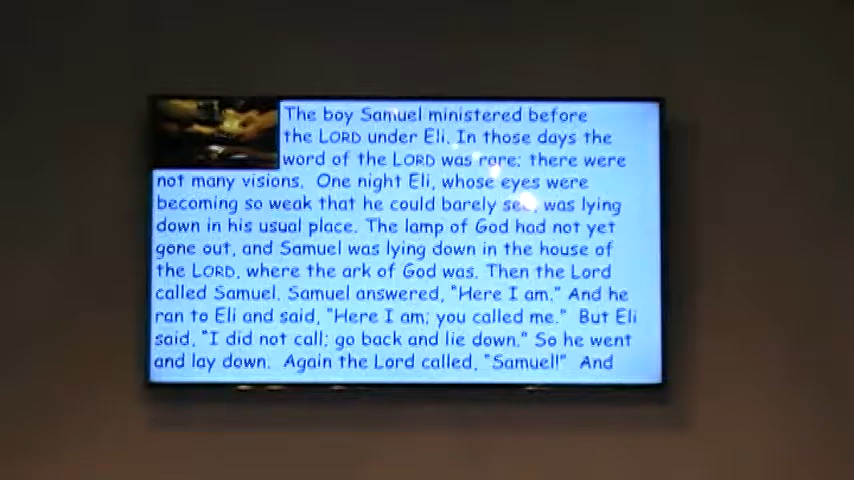 The boy Samuel ministered before
the LORD under Eli. In those days the
word of the LORD was rare; there were
not many visions. One night Eli, whose eyes were
becoming so weak that he could barely see, was lying
down in his usual place. The lamp of God had not yet
gone out, and Samuel was lying down in the house of
the LORD, where the ark of God was. Then the Lord
called Samuel. Samuel answered, "Here I am." And he
ran to Eli and said, "Here I am; you called me." But Eli
said, "I did not call; go back and lie down." So he went
and lay down. Again the Lord called, "Samuel!" And